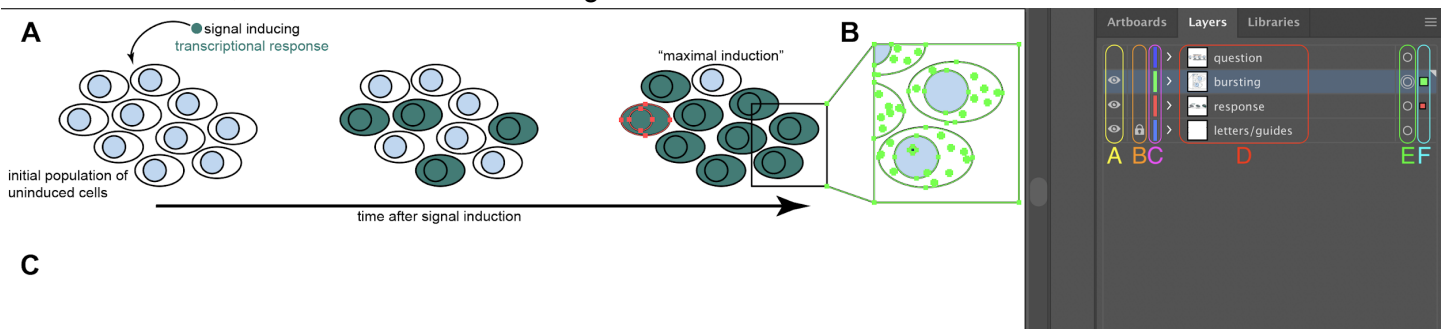 A
signal inducing
transcriptional response
"maximal induction"
B
initial population of
uninduced cells
time after signal induction
C
Artboards Layers Libraries
question
bursting
response
letters/guides
A B C D E F